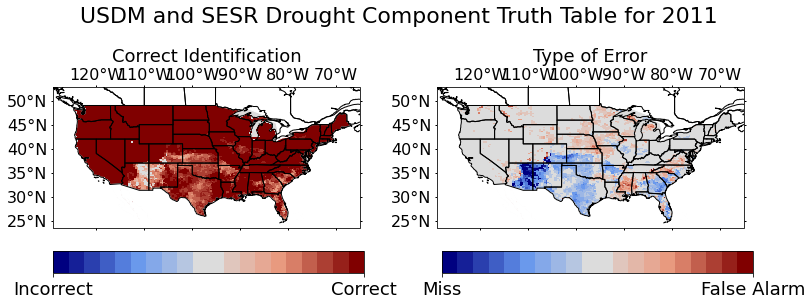 USDM and SESR Drought Component Truth Table for 2011
Correct Identification
Type of Error
120°W 110°W 100°W 90°W 80°W 70°W
120°W 110°W 100°W 90°W 80°W 70°W
50°N
45°N
40°N
35°N
30°N
25°N
50°N
45°N
40°N
35°N
30°N
25°N
Incorrect
Correct
Miss
False Alarm